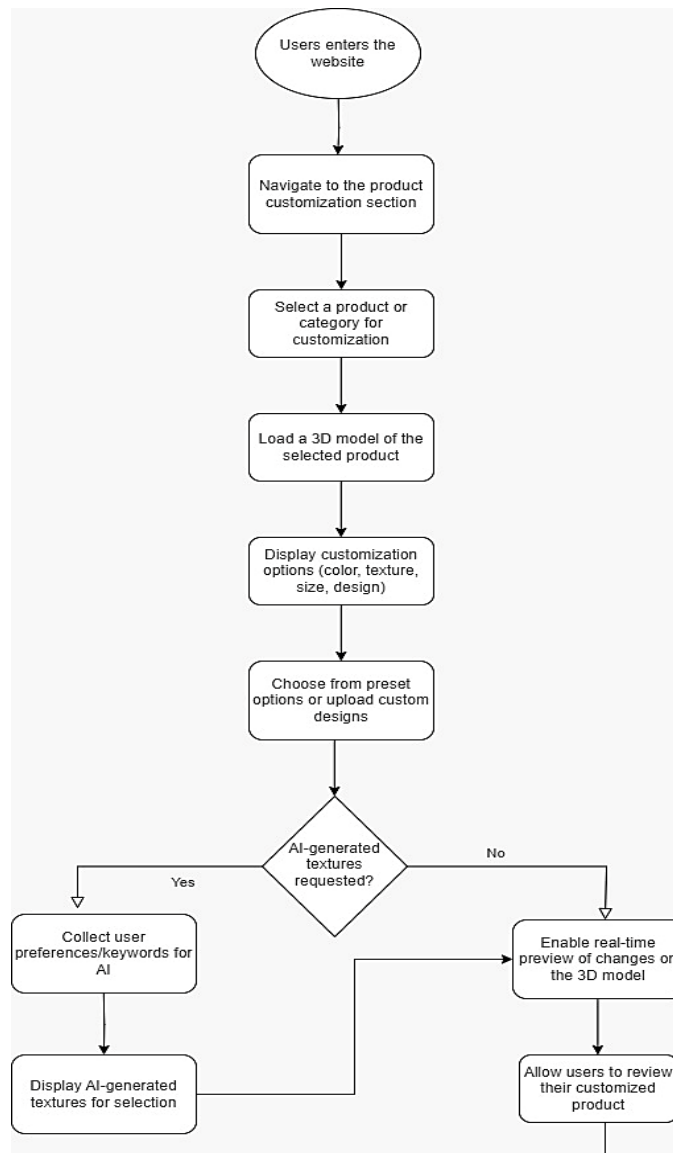 Users enters the
website
Navigate to the product
customization section
Select a product or
category for
customization
Load a 3D model of the
selected product
Display customization
options (color, texture,
size, design)
Choose from preset
options or upload custom
designs
AI-generated
textures
requested?
Yes
No
Collect user
preferences/keywords for
AI
Enable real-time
preview of changes on
the 3D model
Display AI-generated
textures for selection
Allow users to review
their customized
product